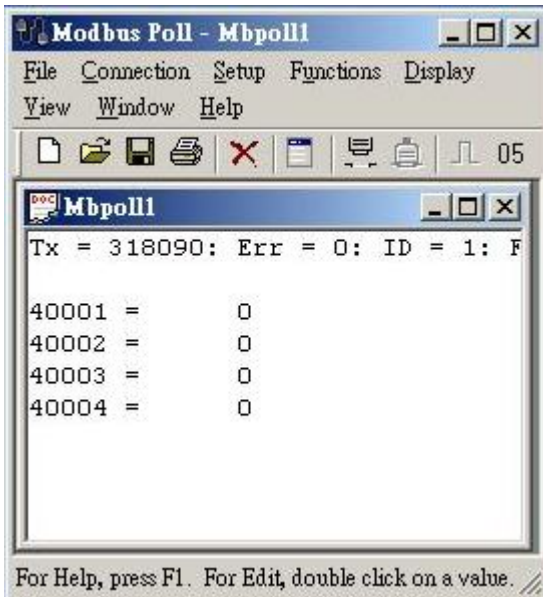 Modbus Poll - Mbpoll1
File Connection Setup Functions Display
View Window Help
05
DOC
Mbpoll1
Tx = 318090: Err = 0: ID = 1: F
40001 = 0
40002 = 0
40003 = 0
40004 = 0
For Help, press F1. For Edit, double click on a value.